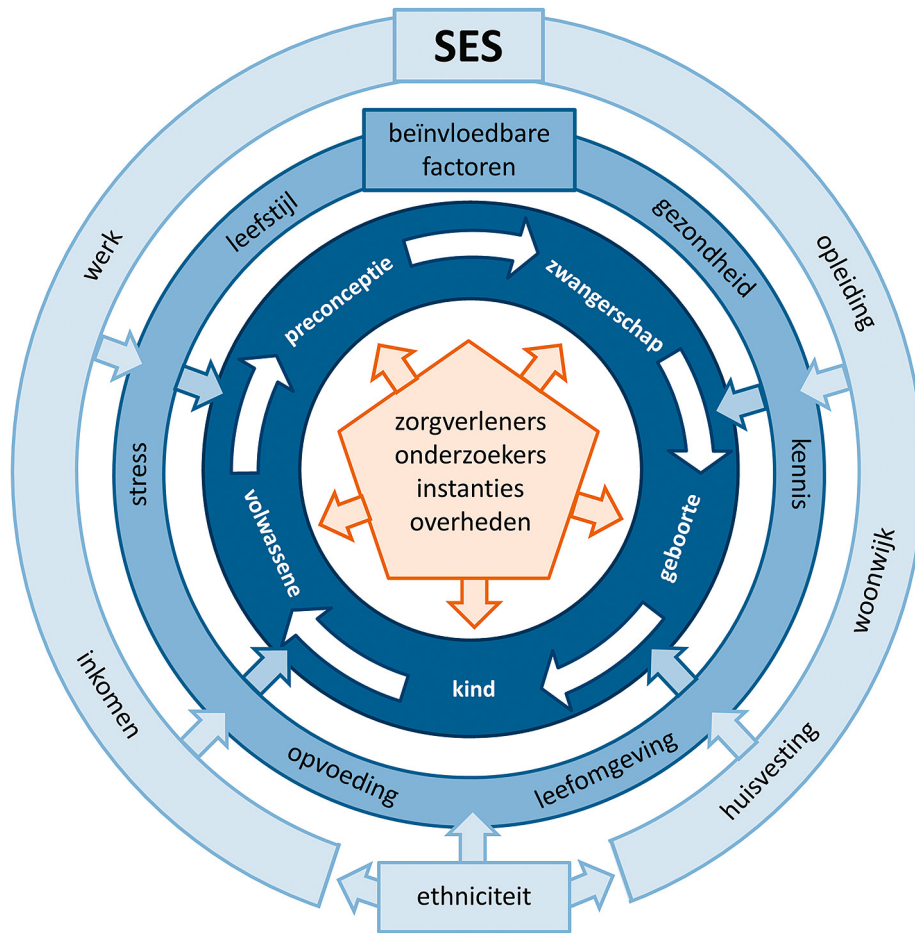 SES
beïnvloedbare
factoren
werk
opleiding
woonwijk
huisvesting
inkomen
ethniciteit
leefstijl
gezondheid
kennis
leefomgeving
opvoeding
stress
preconceptie
zwangerschap
geboorte
kind
volwassene
zorgverleners
onderzoekers
instanties
overheden